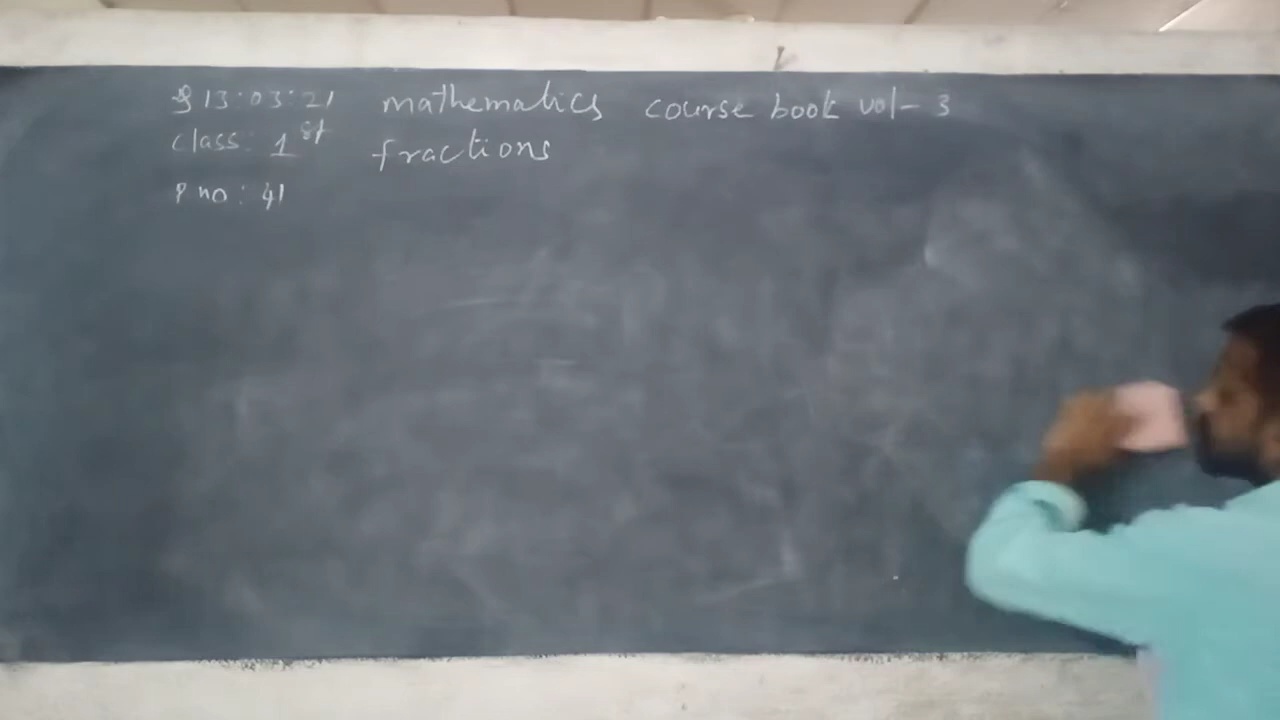 13:03:21 mathematics course book vol-3
class: 1st fractions
P no: 41